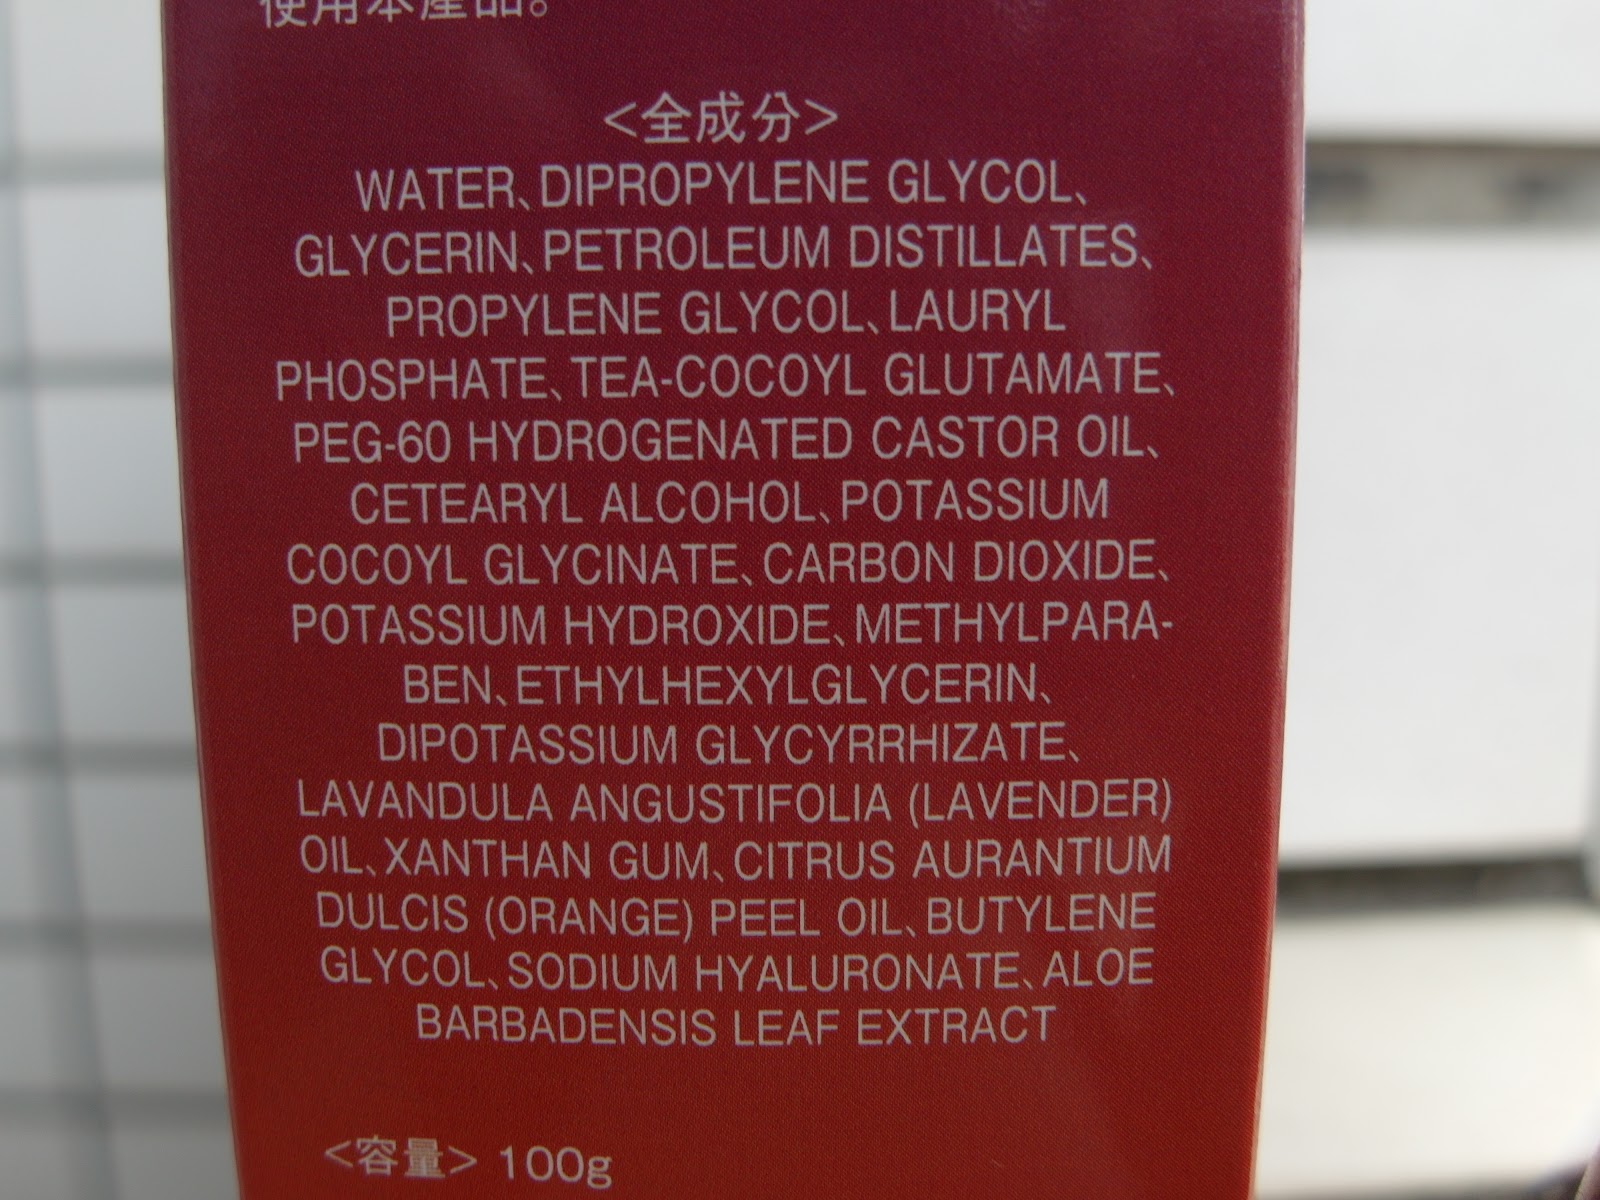 使用本產品。
<全成分>
WATER、DIPROPYLENE GLYCOL、
GLYCERIN、PETROLEUM DISTILLATES、
PROPYLENE GLYCOL、LAURYL
PHOSPHATE、TEA-COCOYL GLUTAMATE、
PEG-60 HYDROGENATED CASTOR OIL、
CETEARYL ALCOHOL、POTASSIUM
COCOYL GLYCINATE、CARBON DIOXIDE、
POTASSIUM HYDROXIDE、METHYLPARA-
BEN、ETHYLHEXYLGLYCERIN、
DIPOTASSIUM GLYCYRRHIZATE、
LAVANDULA ANGUSTIFOLIA (LAVENDER)
OIL、XANTHAN GUM、CITRUS AURANTIUM
DULCIS (ORANGE) PEEL OIL、BUTYLENE
GLYCOL、SODIUM HYALURONATE、ALOE
BARBADENSIS LEAF EXTRACT
<容量> 100g